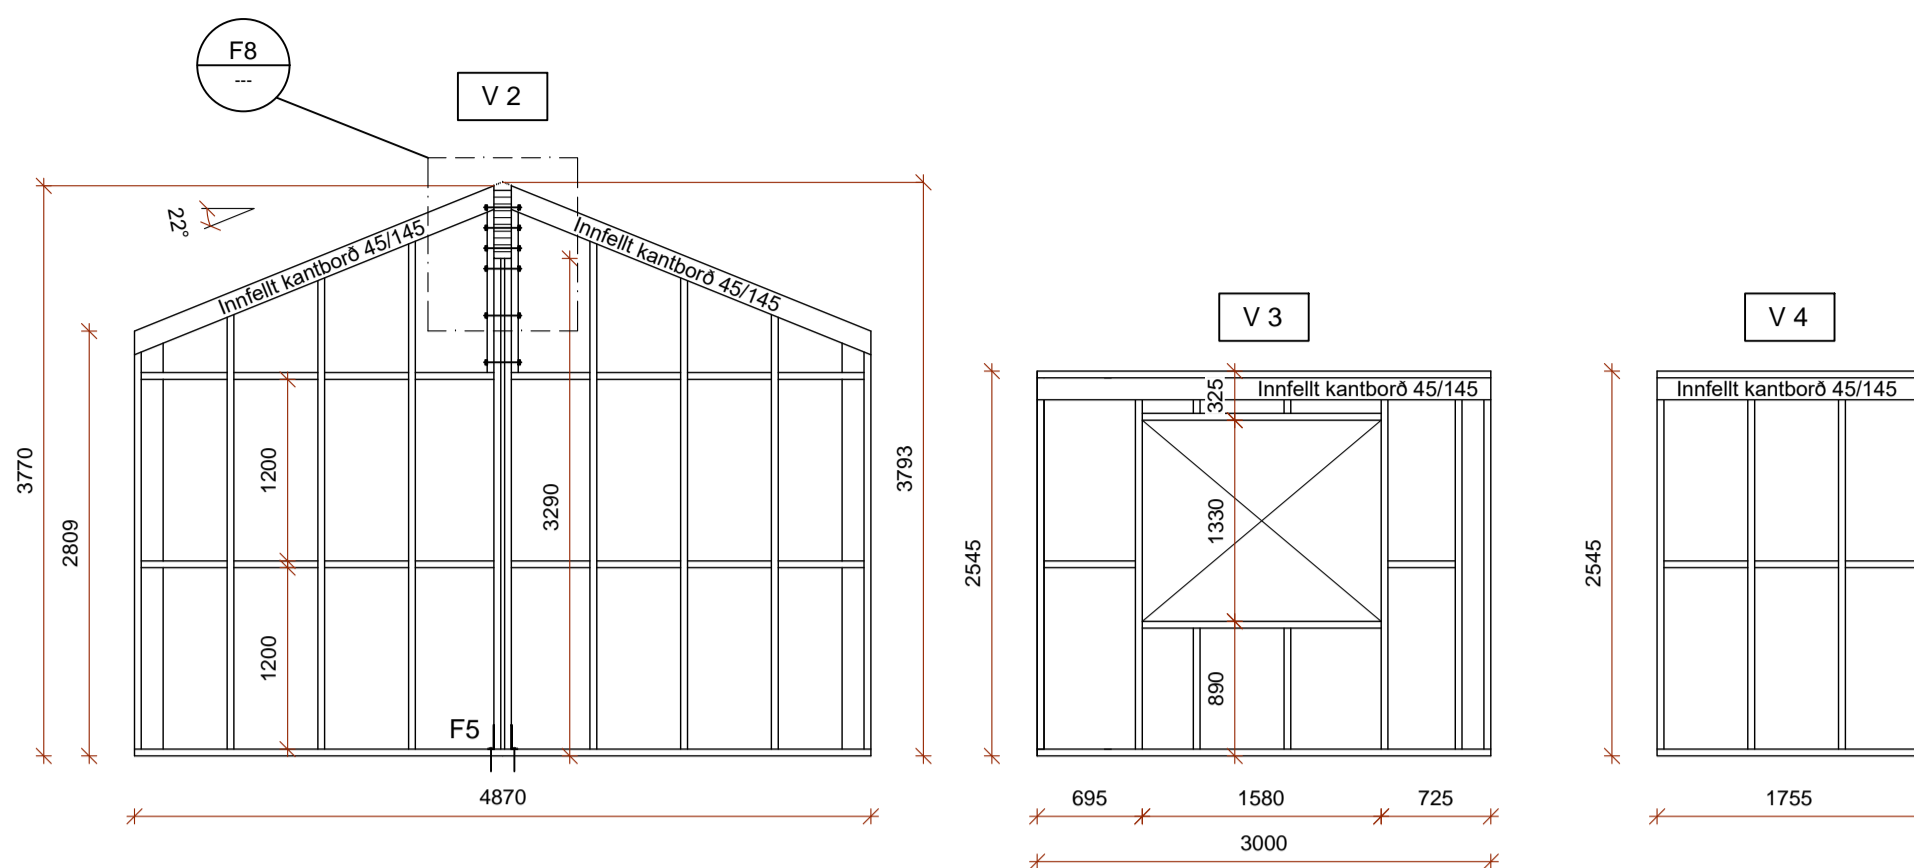 F8
---
V 2
22°
Innfellt kantborð 45/145
Innfellt kantborð 45/145
3770
2809
1200
1200
3290
3793
F5
4870
V 3
Innfellt kantborð 45/145
325
1330
890
2545
695
1580
725
3000
V 4
Innfellt kantborð 45/145
2545
1755